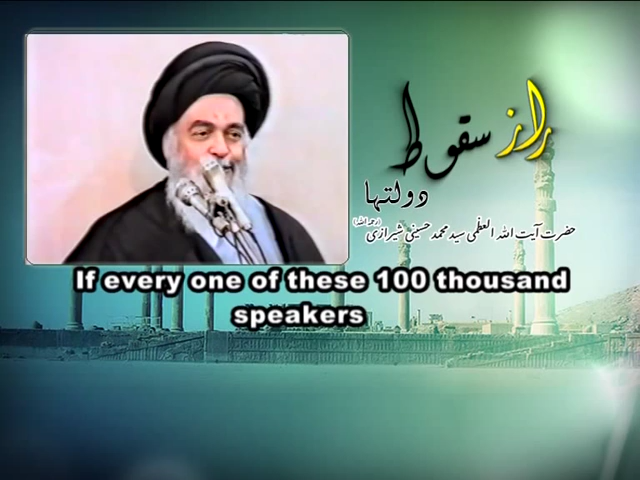 راز سقوط
دولتها
حضرت آیت الله العظمی سید محمد حسینی شیرازی
If every one of these 100 thousand
speakers